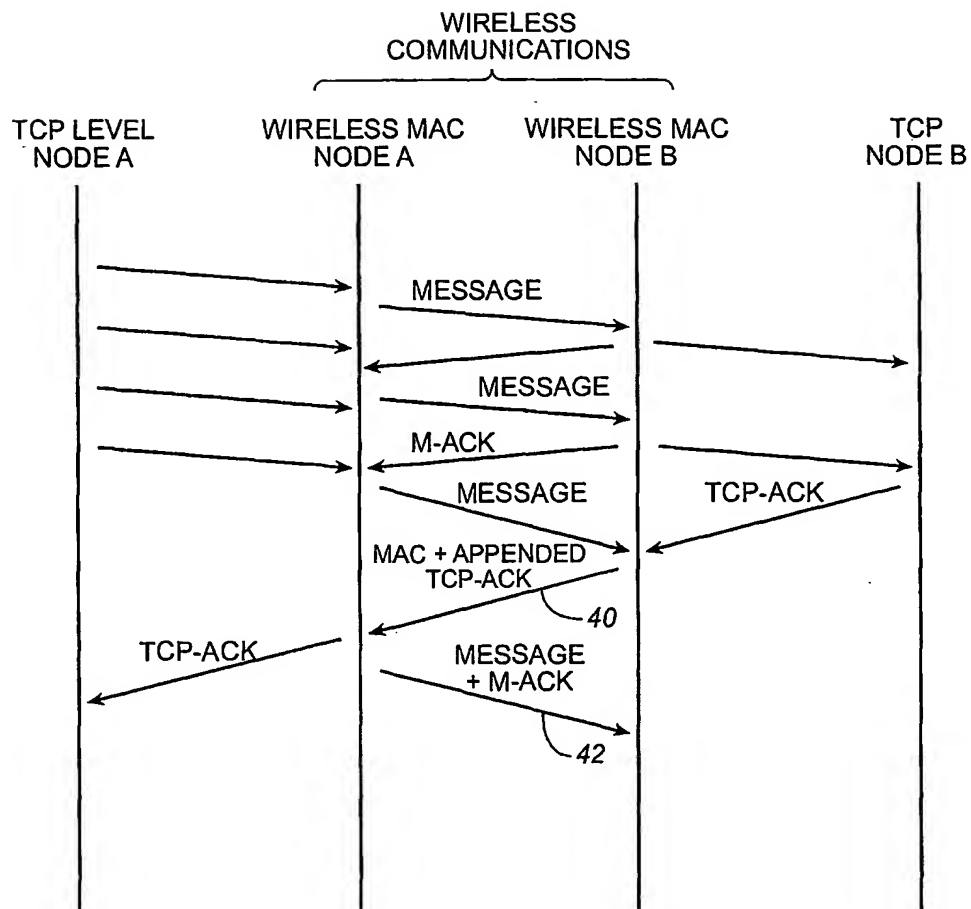 WIRELESS
COMMUNICATIONS
TCP LEVEL
NODE A
WIRELESS MAC
NODE A
WIRELESS MAC
NODE B
TCP
NODE B
MESSAGE
MESSAGE
M-ACK
MESSAGE
TCP-ACK
MAC + APPENDED
TCP-ACK
40
TCP-ACK
MESSAGE
+ M-ACK
42